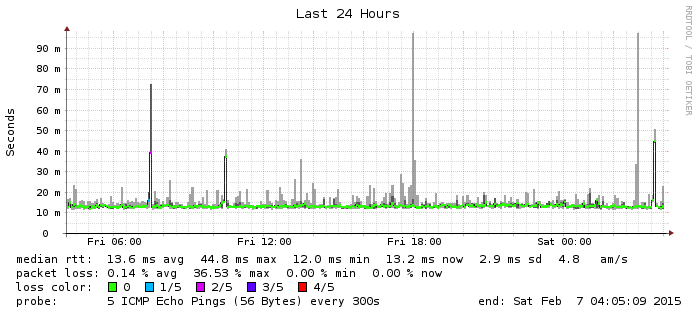 Last 24 Hours
RRDTOOL / TOBI OETIKER
Seconds
90 m
80 m
70 m
60 m
50 m
40 m
30 m
20 m
10 m
0
Fri 06:00 Fri 12:00 Fri 18:00 Sat 00:00
median rtt: 13.6 ms avg 44.8 ms max 12.0 ms min 13.2 ms now 2.9 ms sd 4.8 am/s
packet loss: 0.14 % avg 36.53 % max 0.00 % min 0.00 % now
loss color: 0 1/5 2/5 3/5 4/5
probe: 5 ICMP Echo Pings (56 Bytes) every 300s end: Sat Feb 7 04:05:09 2015